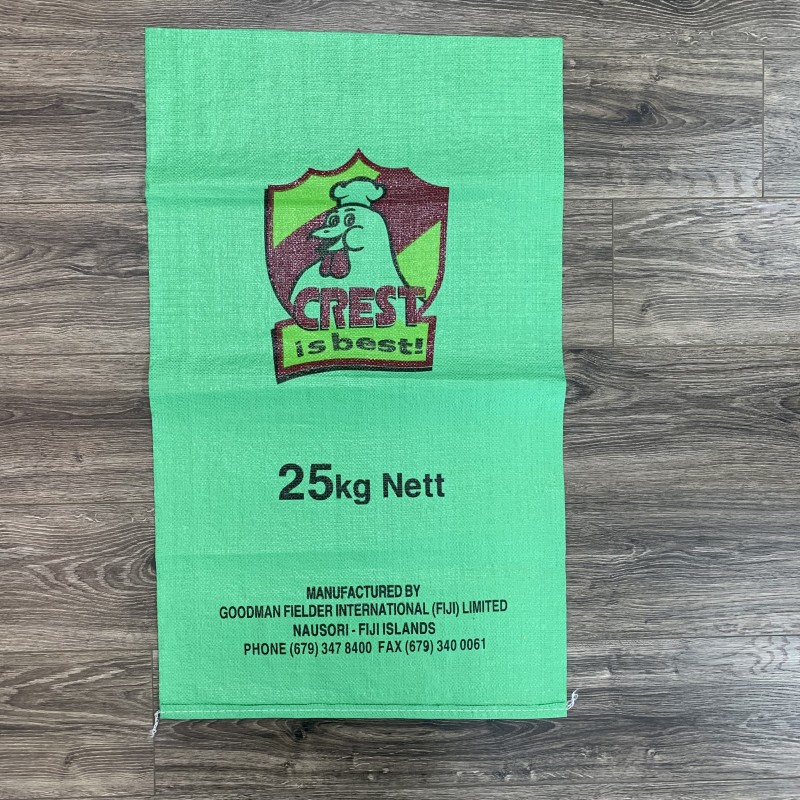 CREST
is best!
25kg Nett
MANUFACTURED BY
GOODMAN FIELDER INTERNATIONAL (FIJI) LIMITED
NAUSORI - FIJI ISLANDS
PHONE (679) 347 8400 FAX (679) 340 0061